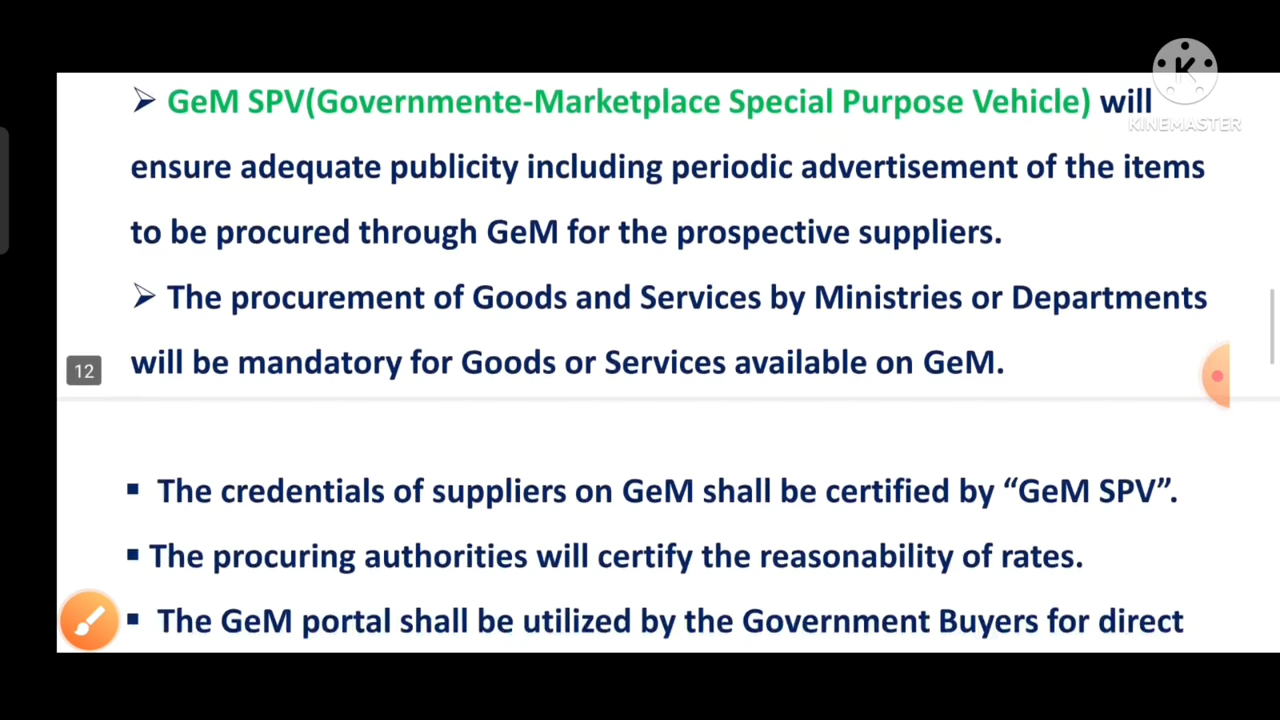 ➢ GeM SPV(Governmente-Marketplace Special Purpose Vehicle) will
ensure adequate publicity including periodic advertisement of the items
to be procured through GeM for the prospective suppliers.
➢ The procurement of Goods and Services by Ministries or Departments
will be mandatory for Goods or Services available on GeM.
12
▪ The credentials of suppliers on GeM shall be certified by “GeM SPV”.
▪ The procuring authorities will certify the reasonability of rates.
▪ The GeM portal shall be utilized by the Government Buyers for direct
K
KINEMASTER